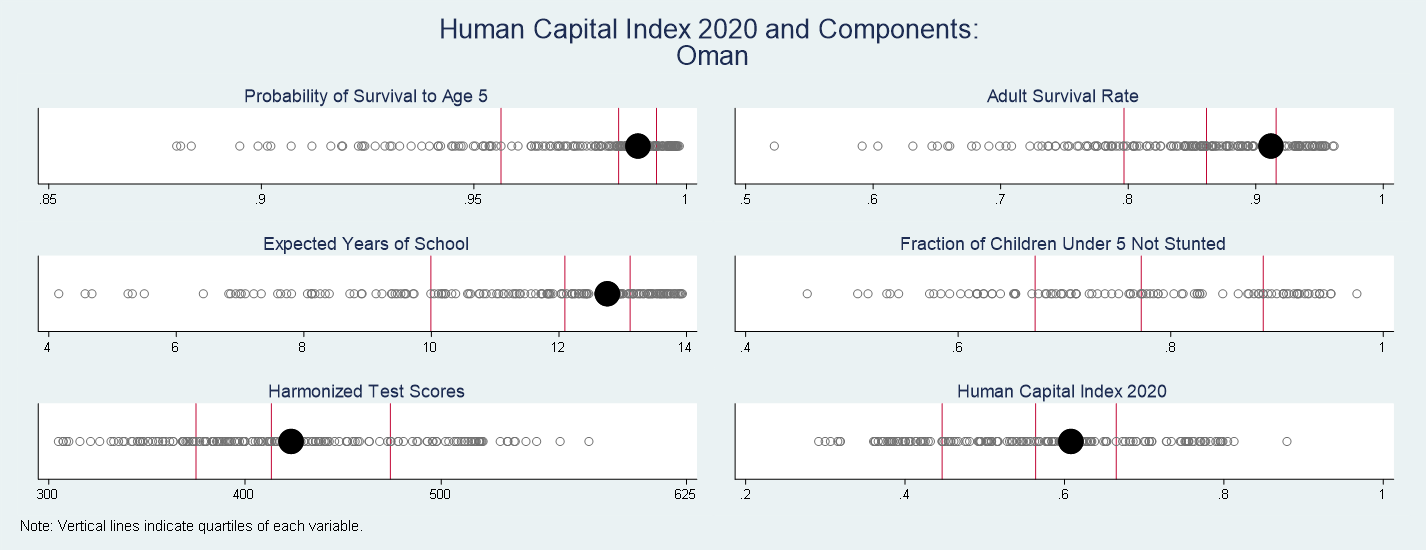 Human Capital Index 2020 and Components:
Oman
Probability of Survival to Age 5
.85 .9 .95 1
Adult Survival Rate
.5 .6 .7 .8 .9 1
Expected Years of School
4 6 8 10 12 14
Fraction of Children Under 5 Not Stunted
.4 .6 .8 1
Harmonized Test Scores
300 400 500 625
Human Capital Index 2020
.2 .4 .6 .8 1
Note: Vertical lines indicate quartiles of each variable.